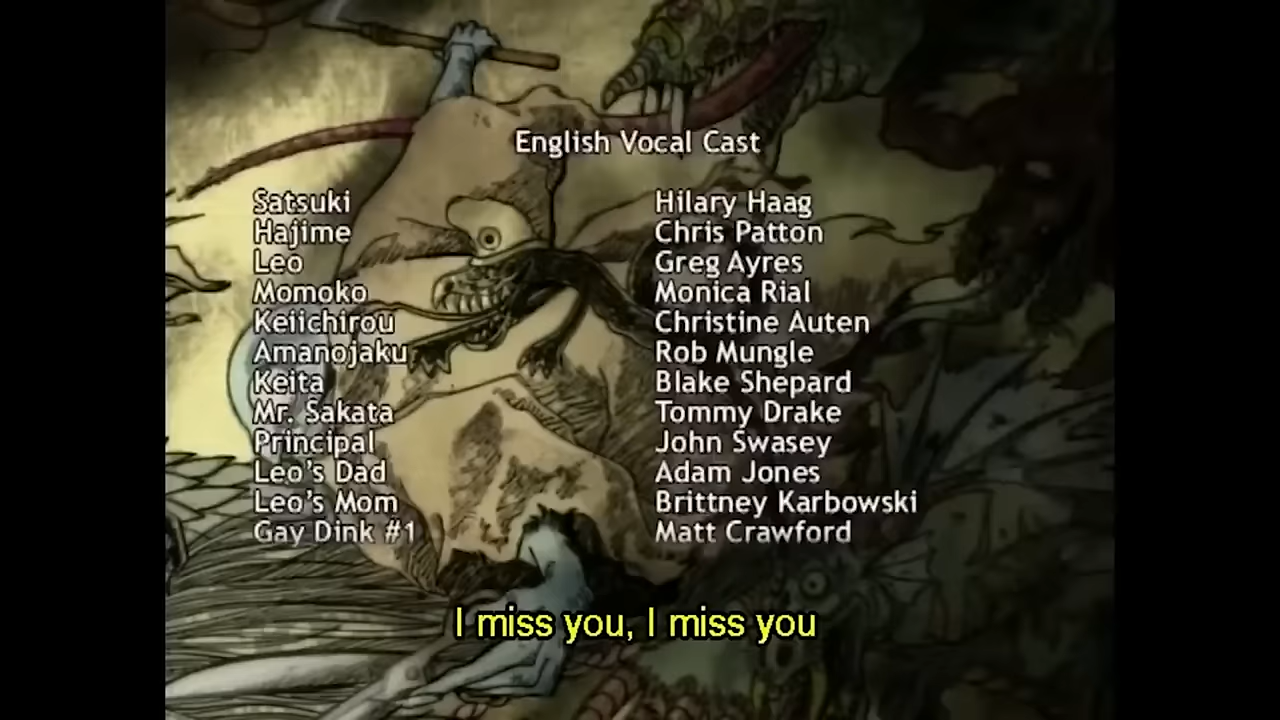 English Vocal Cast
Satsuki Hilary Haag
Hajime Chris Patton
Leo Greg Ayres
Momoko Monica Rial
Keiichirou Christine Auten
Amanojaku Rob Mungle
Keita Blake Shepard
Mr. Sakata Tommy Drake
Principal John Swasey
Leo's Dad Adam Jones
Leo's Mom Brittney Karbowski
Gay Dink #1 Matt Crawford
I miss you, I miss you